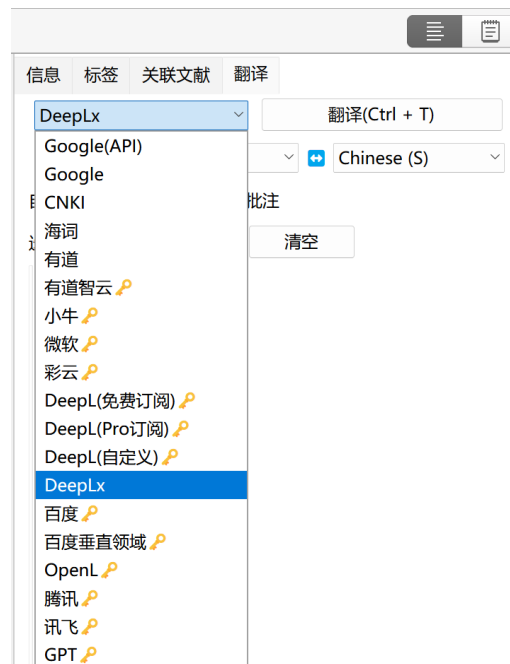 信息 标签 关联文献 翻译
DeepLx 翻译(Ctrl + T)
Chinese (S)
批注
清空
Google(API)
Google
CNKI
海词
有道
有道智云
小牛
微软
彩云
DeepL(免费订阅)
DeepL(Pro订阅)
DeepL(自定义)
DeepLx
百度
百度垂直领域
OpenL
腾讯
讯飞
GPT